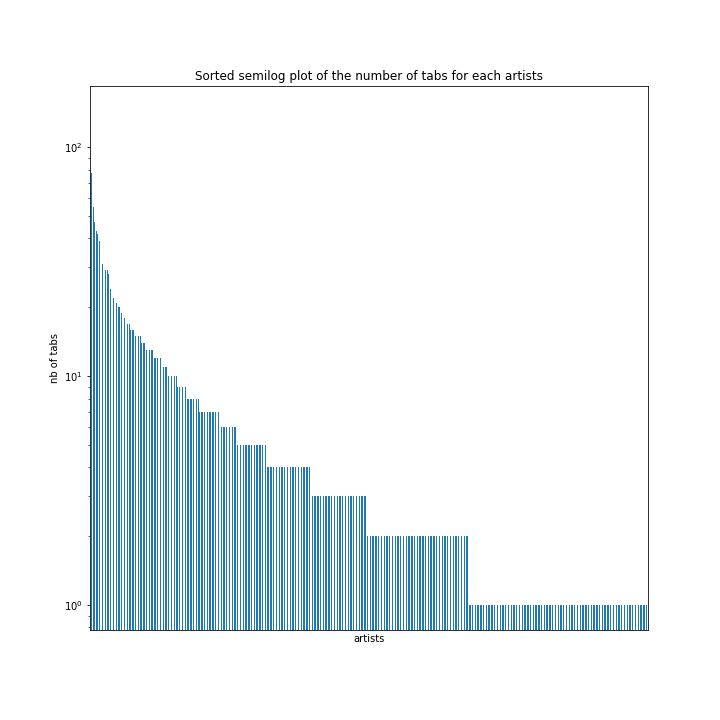 Sorted semilog plot of the number of tabs for each artists
10²
10¹
10⁰
nb of tabs
artists